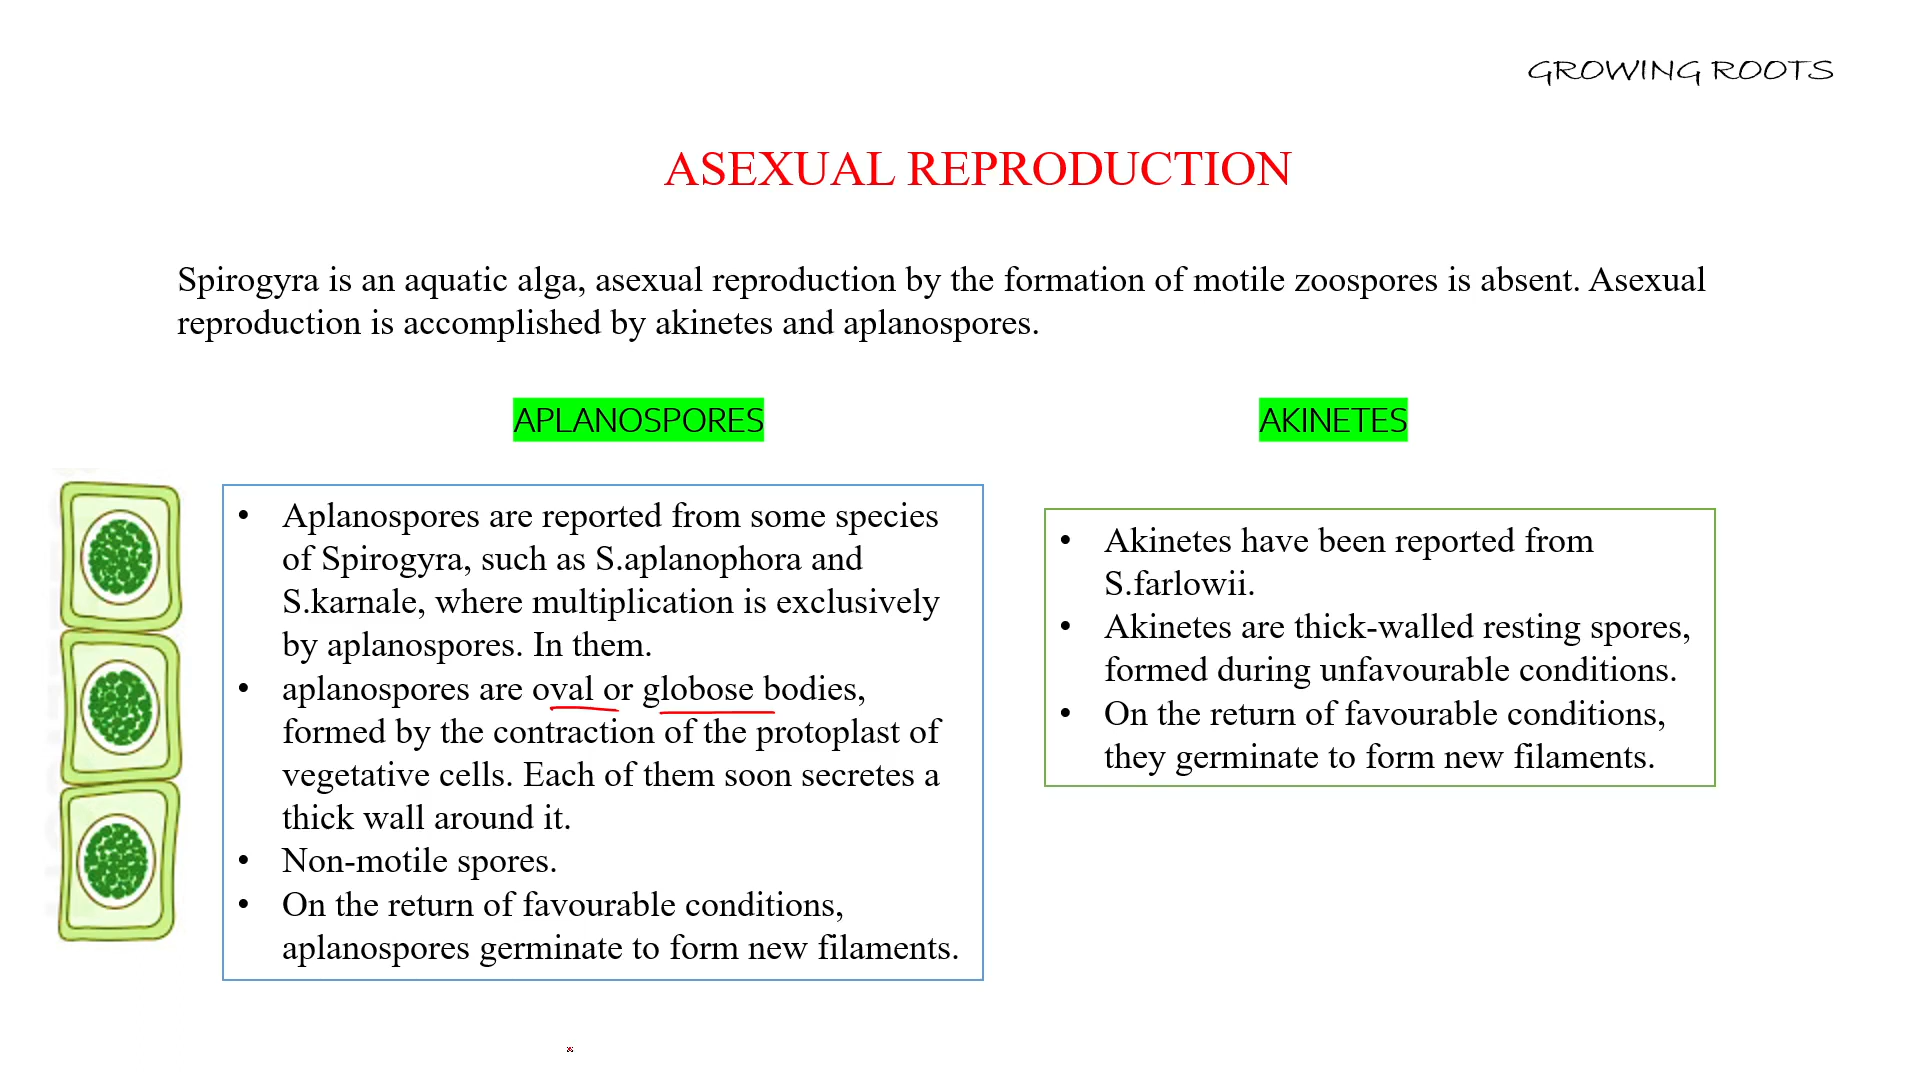 GROWING ROOTS
ASEXUAL REPRODUCTION
Spirogyra is an aquatic alga, asexual reproduction by the formation of motile zoospores is absent. Asexual
reproduction is accomplished by akinetes and aplanospores.
APLANOSPORES
• Aplanospores are reported from some species
of Spirogyra, such as S.aplanophora and
S.karnale, where multiplication is exclusively
by aplanospores. In them.
• aplanospores are oval or globose bodies,
formed by the contraction of the protoplast of
vegetative cells. Each of them soon secretes a
thick wall around it.
• Non-motile spores.
• On the return of favourable conditions,
aplanospores germinate to form new filaments.
AKINETES
• Akinetes have been reported from
S.farlowii.
• Akinetes are thick-walled resting spores,
formed during unfavourable conditions.
• On the return of favourable conditions,
they germinate to form new filaments.